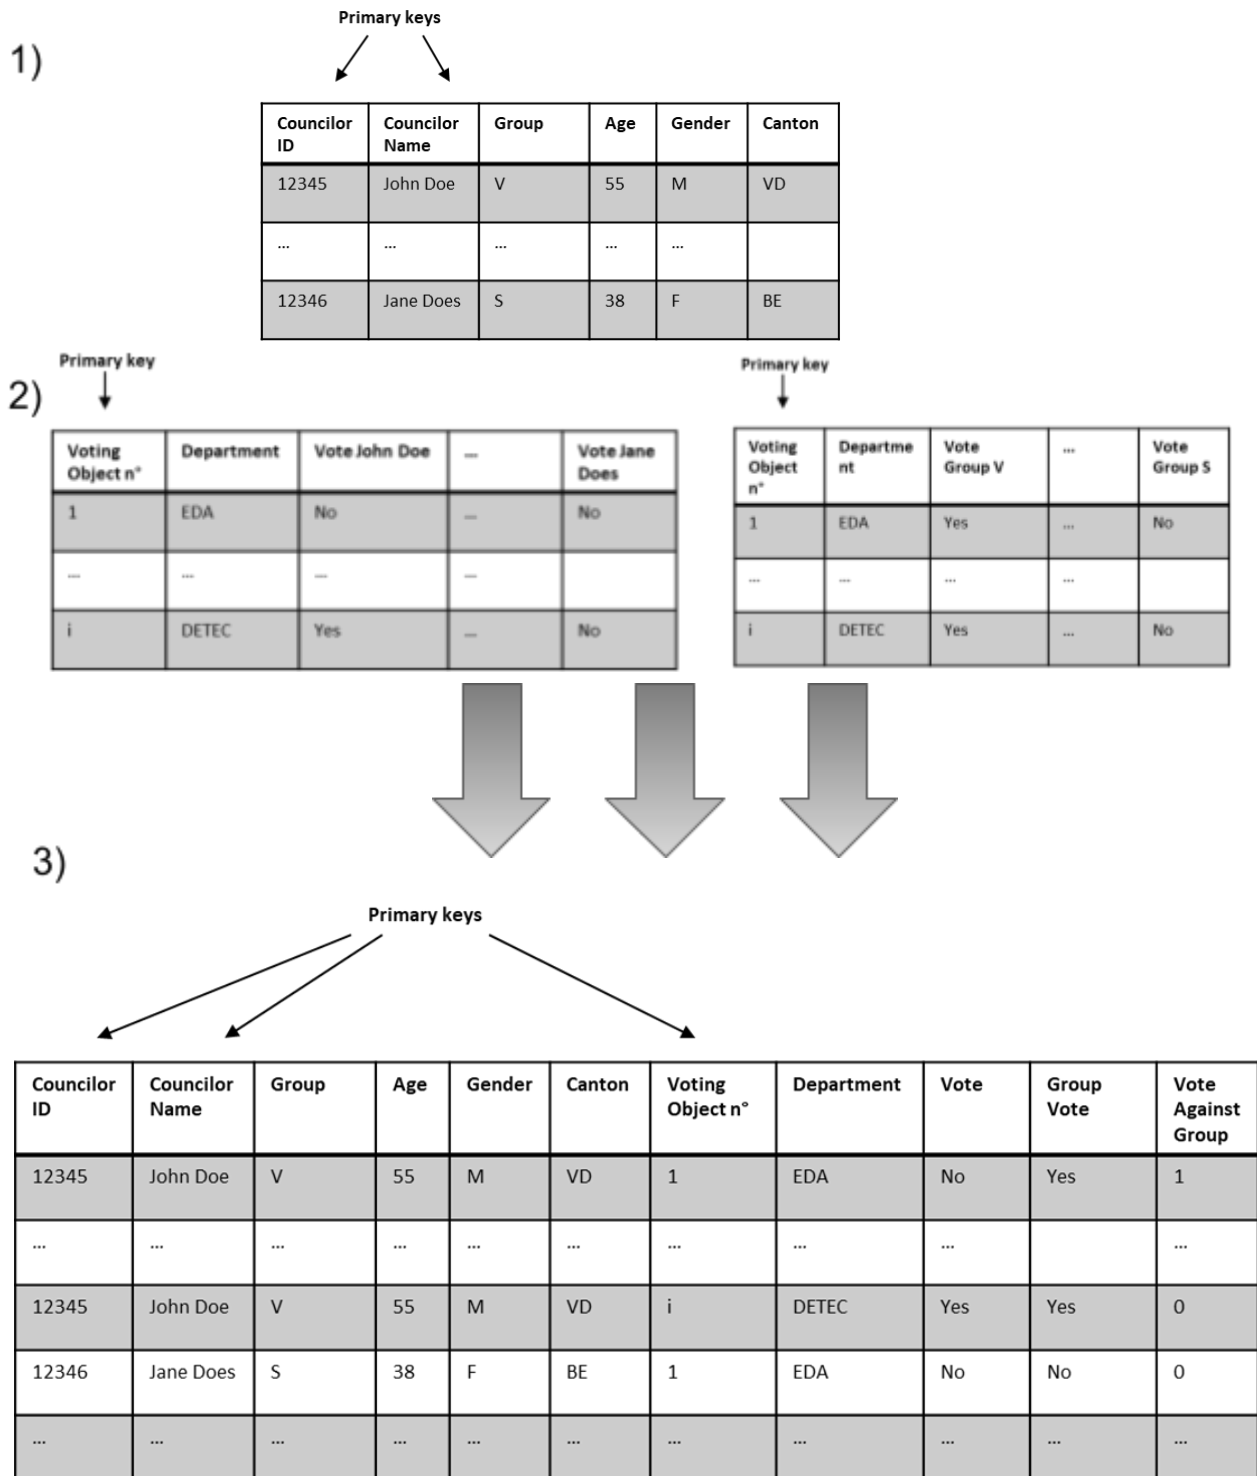 Primary keys
1)
Councilor ID Councilor Name Group Age Gender Canton
12345 John Doe V 55 M VD
... ... ... ... ...
12346 Jane Does S 38 F BE
2)
Primary key
Voting Object n° Department Vote John Doe ... Vote Jane Does
1 EDA No ... No
... ... ... ...
i DETEC Yes ... No
Primary key
Voting Object n° Departme nt Vote Group V ... Vote Group S
1 EDA Yes ... No
... ... ... ...
i DETEC Yes ... No
3)
Primary keys
Councilor ID Councilor Name Group Age Gender Canton Voting Object n° Department Vote Group Vote Vote Against Group
12345 John Doe V 55 M VD 1 EDA No Yes 1
... ... ... ... ... ... ... ... ... ...
12345 John Doe V 55 M VD i DETEC Yes Yes 0
12346 Jane Does S 38 F BE 1 EDA No No 0
... ... ... ... ... ... ... ... ... ... ...